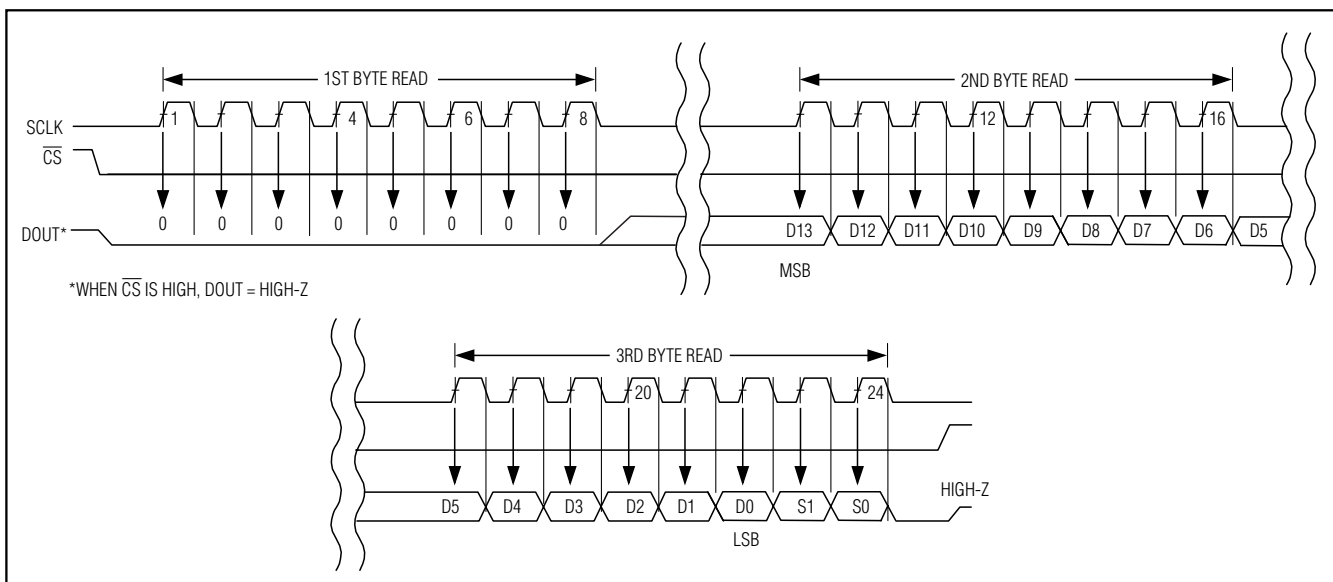 1ST BYTE READ
2ND BYTE READ
SCLK 1 4 6 8 12 16
CS
0 0 0 0 0 0 0 0
DOUT* D13 D12 D11 D10 D9 D8 D7 D6 D5
MSB
*WHEN CS IS HIGH, DOUT = HIGH-Z
3RD BYTE READ
20 24
HIGH-Z
D5 D4 D3 D2 D1 D0 S1 S0
LSB